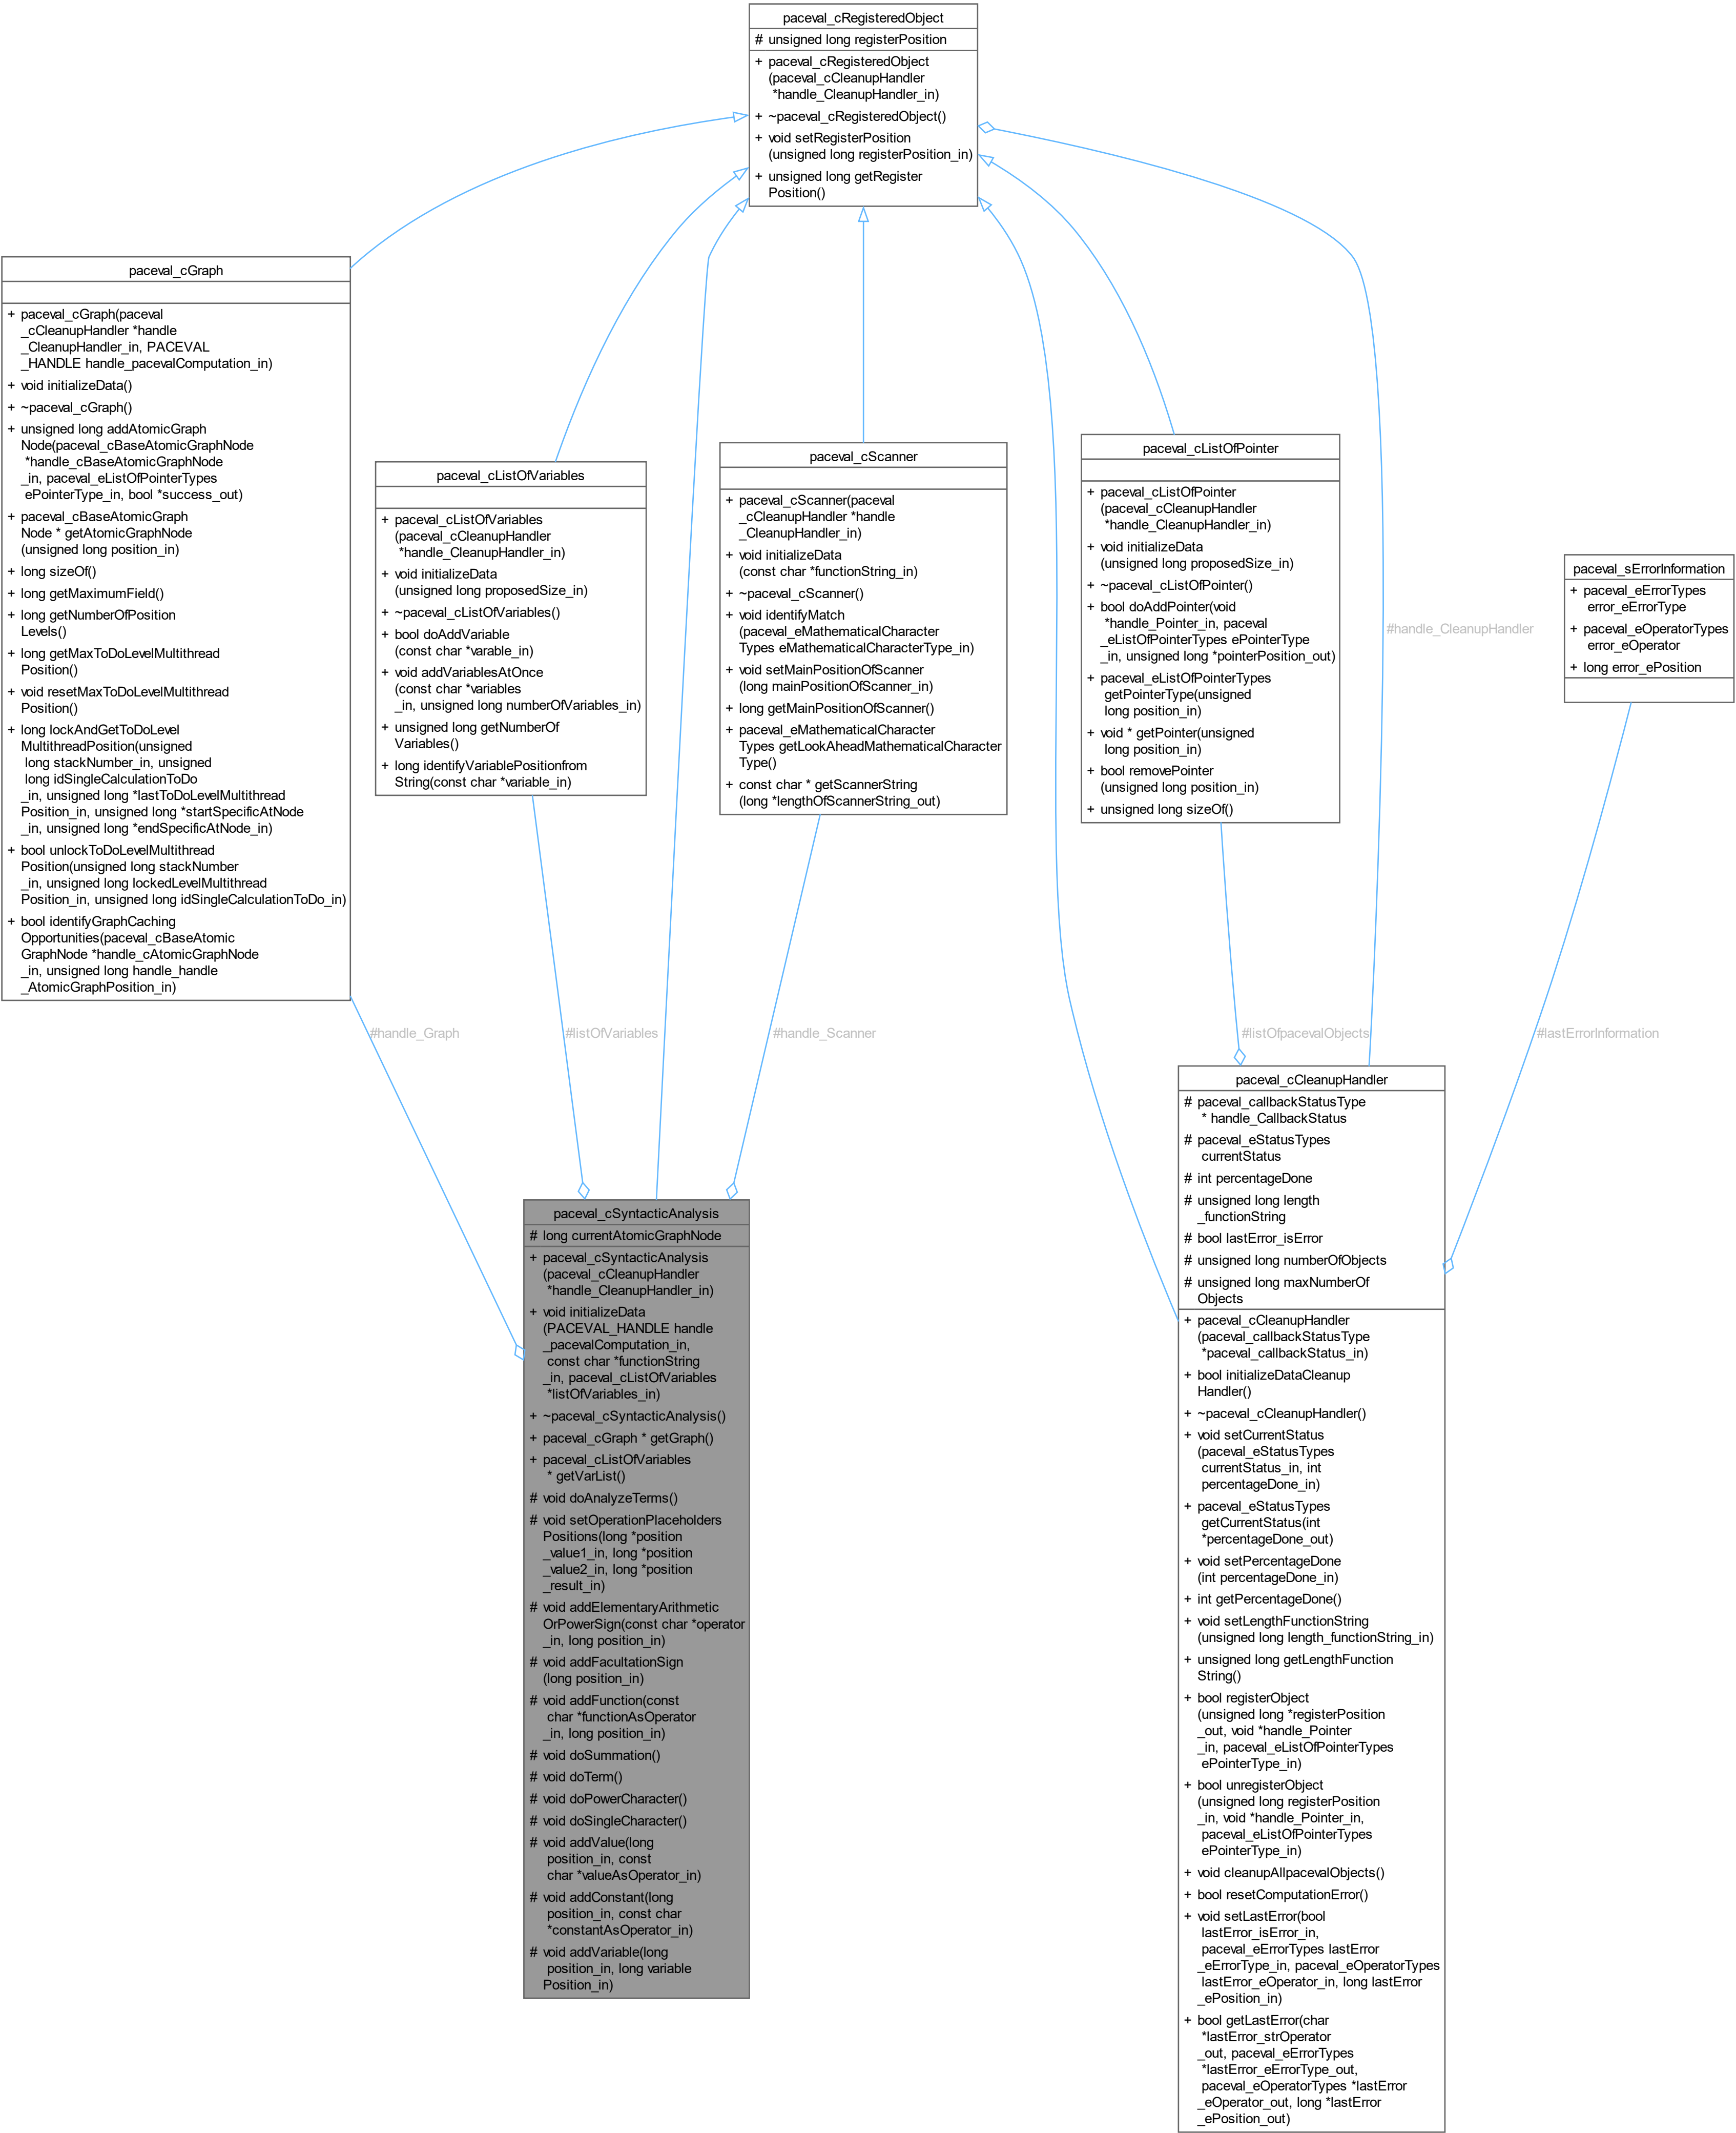 paceval_cRegisteredObject
# unsigned long registerPosition
+ paceval_cRegisteredObject
(paceval_cCleanupHandler
*handle_CleanupHandler_in)
+ ~paceval_cRegisteredObject()
+ void setRegisterPosition
(unsigned long registerPosition_in)
+ unsigned long getRegister
Position()
paceval_cGraph
+ paceval_cGraph(paceval
_cCleanupHandler *handle
_CleanupHandler_in, PACEVAL
_HANDLE handle_pacevalComputation_in)
+ void initializeData()
+ ~paceval_cGraph()
+ unsigned long addAtomicGraph
Node(paceval_cBaseAtomicGraphNode
*handle_cBaseAtomicGraphNode
_in, paceval_eListOfPointerTypes
ePointerType_in, bool *success_out)
+ paceval_cBaseAtomicGraph
Node * getAtomicGraphNode
(unsigned long position_in)
+ long sizeOf()
+ long getMaximumField()
+ long getNumberOfPosition
Levels()
+ long getMaxToDoLevelMultithread
Position()
+ void resetMaxToDoLevelMultithread
Position()
+ long lockAndGetToDoLevel
MultithreadPosition(unsigned
long stackNumber_in, unsigned
long idSingleCalculationToDo
_in, unsigned long *lastToDoLevelMultithread
Position_in, unsigned long *startSpecificAtNode
_in, unsigned long *endSpecificAtNode_in)
+ bool unlockToDoLevelMultithread
Position(unsigned long stackNumber
_in, unsigned long lockedLevelMultithread
Position_in, unsigned long idSingleCalculationToDo_in)
+ bool identifyGraphCaching
Opportunities(paceval_cBaseAtomic
GraphNode *handle_cAtomicGraphNode
_in, unsigned long handle_handle
_AtomicGraphPosition_in)
paceval_cListOfVariables
+ paceval_cListOfVariables
(paceval_cCleanupHandler
*handle_CleanupHandler_in)
+ void initializeData
(unsigned long proposedSize_in)
+ ~paceval_cListOfVariables()
+ bool doAddVariable
(const char *varable_in)
+ void addVariablesAtOnce
(const char *variables
_in, unsigned long numberOfVariables_in)
+ unsigned long getNumberOf
Variables()
+ long identifyVariablePositionfrom
String(const char *variable_in)
paceval_cScanner
+ paceval_cScanner(paceval
_cCleanupHandler *handle
_CleanupHandler_in)
+ void initializeData
(const char *functionString_in)
+ ~paceval_cScanner()
+ void identifyMatch
(paceval_eMathematicalCharacter
Types eMathematicalCharacterType_in)
+ void setMainPositionOfScanner
(long mainPositionOfScanner_in)
+ long getMainPositionOfScanner()
+ paceval_eMathematicalCharacter
Types getLookAheadMathematicalCharacter
Type()
+ const char * getScannerString
(long *lengthOfScannerString_out)
paceval_cListOfPointer
+ paceval_cListOfPointer
(paceval_cCleanupHandler
*handle_CleanupHandler_in)
+ void initializeData
(unsigned long proposedSize_in)
+ ~paceval_cListOfPointer()
+ bool doAddPointer(void
*handle_Pointer_in, paceval
_eListOfPointerTypes ePointerType
_in, unsigned long *pointerPosition_out)
+ paceval_eListOfPointerTypes
getPointerType(unsigned
long position_in)
+ void * getPointer(unsigned
long position_in)
+ bool removePointer
(unsigned long position_in)
+ unsigned long sizeOf()
#handle_CleanupHandler
paceval_sErrorInformation
+ paceval_eErrorTypes
error_eErrorType
+ paceval_eOperatorTypes
error_eOperator
+ long error_ePosition
#handle_Graph
#listOfVariables
#handle_Scanner
#listOfpacevalObjects
#lastErrorInformation
paceval_cSyntacticAnalysis
# long currentAtomicGraphNode
+ paceval_cSyntacticAnalysis
(paceval_cCleanupHandler
*handle_CleanupHandler_in)
+ void initializeData
(PACEVAL_HANDLE handle
_pacevalComputation_in,
const char *functionString
_in, paceval_cListOfVariables
*listOfVariables_in)
+ ~paceval_cSyntacticAnalysis()
+ paceval_cGraph * getGraph()
+ paceval_cListOfVariables
* getVarList()
# void doAnalyzeTerms()
# void setOperationPlaceholders
Positions(long *position
_value1_in, long *position
_value2_in, long *position
_result_in)
# void addElementaryArithmetic
OrPowerSign(const char *operator
_in, long position_in)
# void addFacultationSign
(long position_in)
# void addFunction(const
char *functionAsOperator
_in, long position_in)
# void doSummation()
# void doTerm()
# void doPowerCharacter()
# void doSingleCharacter()
# void addValue(long
position_in, const
char *valueAsOperator_in)
# void addConstant(long
position_in, const char
*constantAsOperator_in)
# void addVariable(long
position_in, long variable
Position_in)
paceval_cCleanupHandler
# paceval_callbackStatusType
* handle_CallbackStatus
# paceval_eStatusTypes
currentStatus
# int percentageDone
# unsigned long length
_functionString
# bool lastError_isError
# unsigned long numberOfObjects
# unsigned long maxNumberOf
Objects
+ paceval_cCleanupHandler
(paceval_callbackStatusType
*paceval_callbackStatus_in)
+ bool initializeDataCleanup
Handler()
+ ~paceval_cCleanupHandler()
+ void setCurrentStatus
(paceval_eStatusTypes
currentStatus_in, int
percentageDone_in)
+ paceval_eStatusTypes
getCurrentStatus(int
*percentageDone_out)
+ void setPercentageDone
(int percentageDone_in)
+ int getPercentageDone()
+ void setLengthFunctionString
(unsigned long length_functionString_in)
+ unsigned long getLengthFunction
String()
+ bool registerObject
(unsigned long *registerPosition
_out, void *handle_Pointer
_in, paceval_eListOfPointerTypes
ePointerType_in)
+ bool unregisterObject
(unsigned long registerPosition
_in, void *handle_Pointer_in,
paceval_eListOfPointerTypes
ePointerType_in)
+ void cleanupAllpacevalObjects()
+ bool resetComputationError()
+ void setLastError(bool
lastError_isError_in,
paceval_eErrorTypes lastError
_eErrorType_in, paceval_eOperatorTypes
lastError_eOperator_in, long lastError
_ePosition_in)
+ bool getLastError(char
*lastError_strOperator
_out, paceval_eErrorTypes
*lastError_eErrorType_out,
paceval_eOperatorTypes *lastError
_eOperator_out, long *lastError
_ePosition_out)